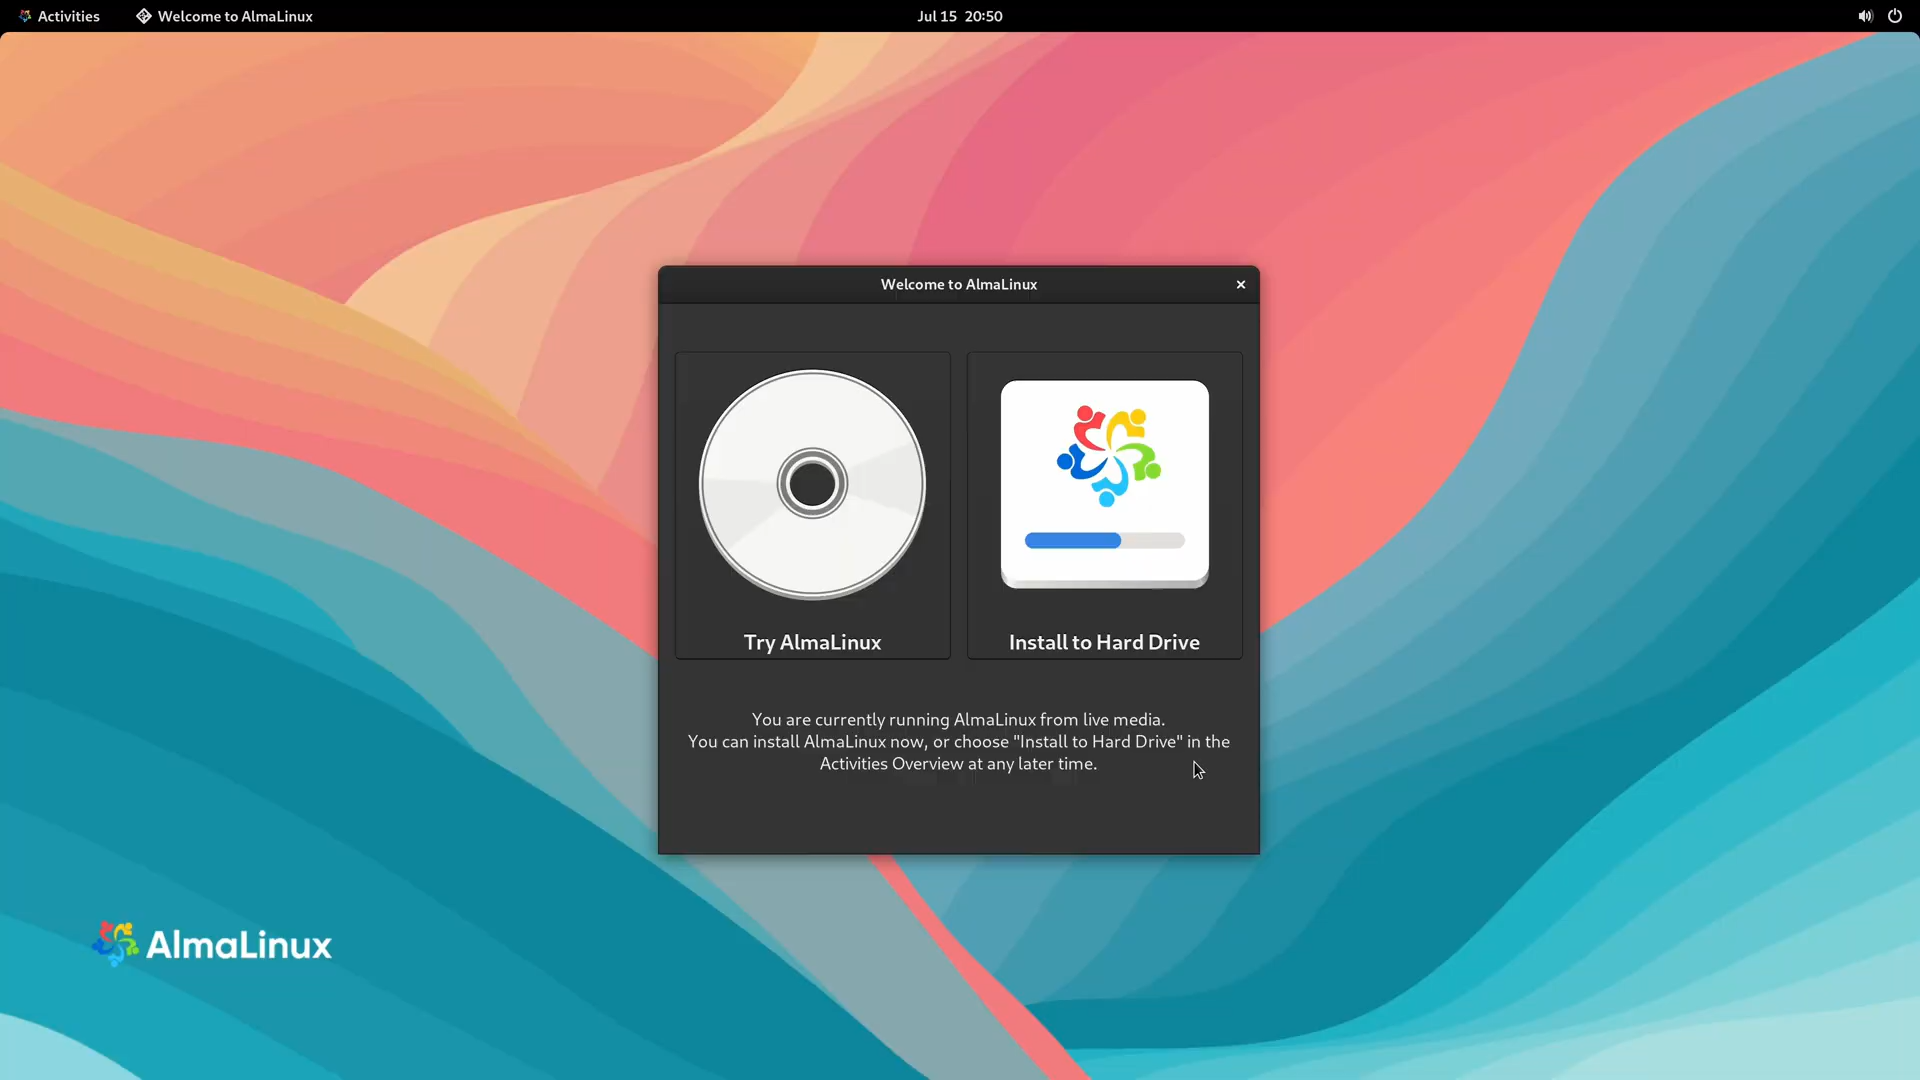 Activities Welcome to AlmaLinux Jul 15 20:50
Welcome to AlmaLinux
Try AlmaLinux Install to Hard Drive
You are currently running AlmaLinux from live media.
You can install AlmaLinux now, or choose "Install to Hard Drive" in the
Activities Overview at any later time.
AlmaLinux